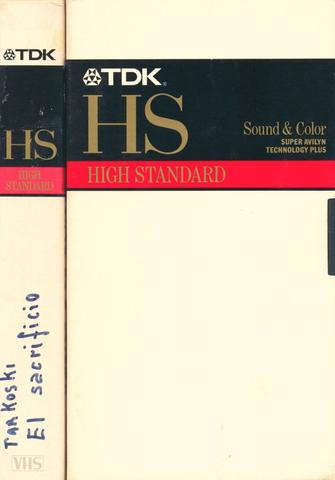 TDK
HS
HIGH
STANDARD
Tarkoski
El sacrificio
VHS
TDK
HS
Sound & Color
SUPER AVILYN
TECHNOLOGY PLUS
HIGH STANDARD